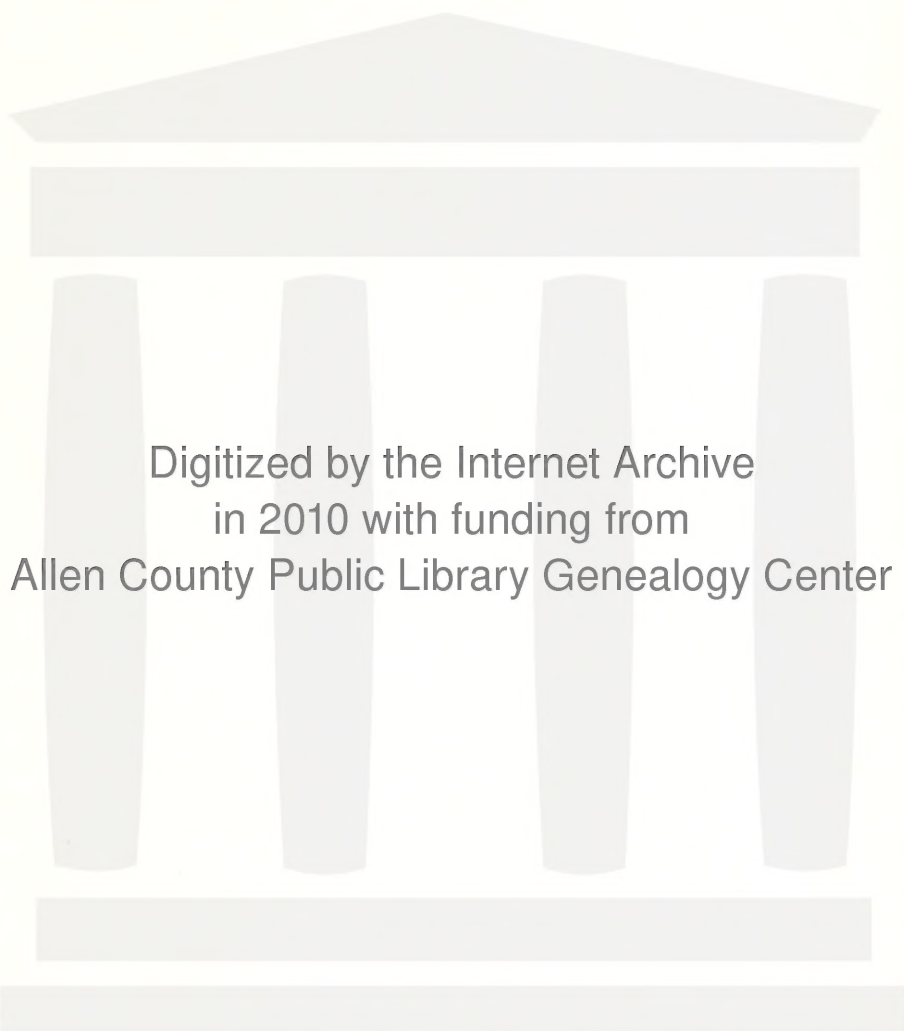 Digitized by the Internet Archive
in 2010 with funding from
Allen County Public Library Genealogy Center